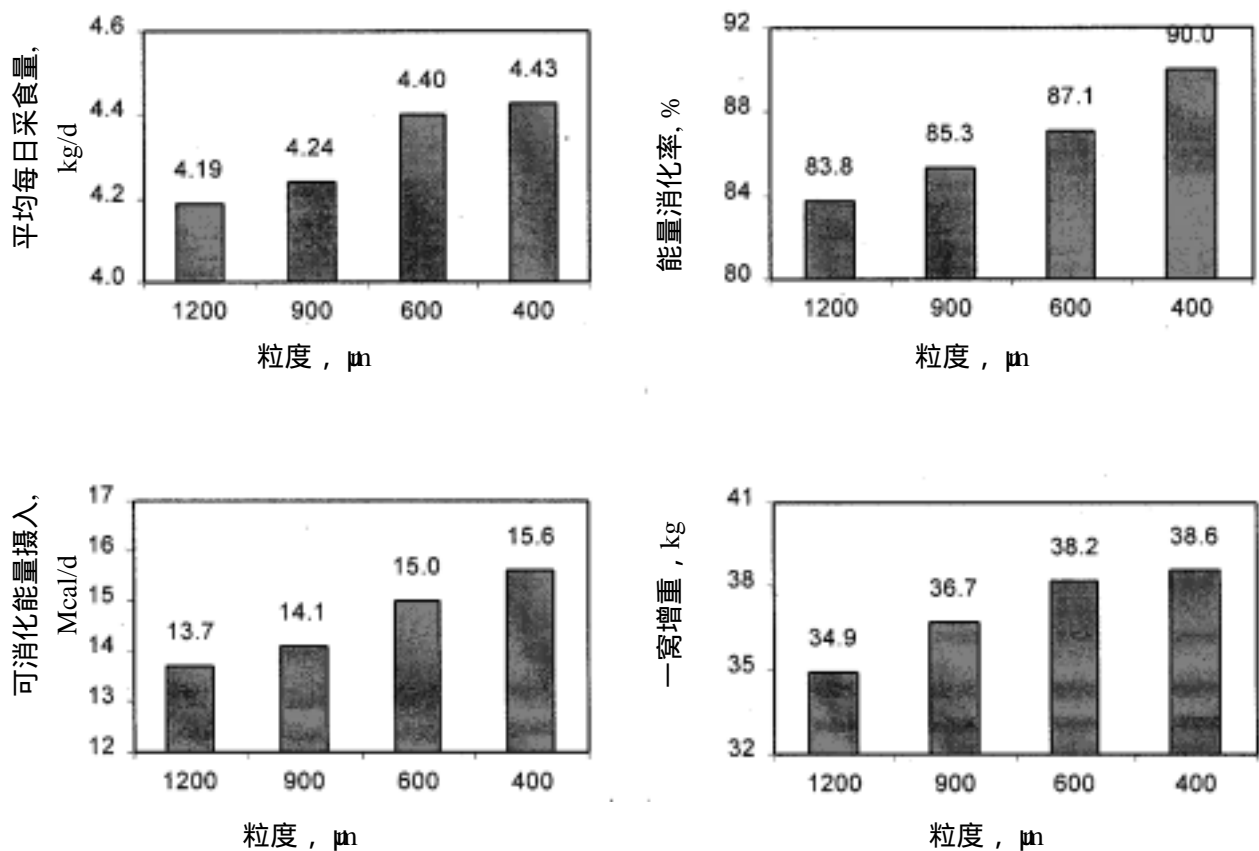 平均每日采食量,
kg/d
4.6
4.4
4.2
4.0
4.19
4.24
4.40
4.43
1200 900 600 400
粒度 , μm
能量消化率, %
92
88
84
80
83.8
85.3
87.1
90.0
1200 900 600 400
粒度 , μm
可消化能量摄入,
Mcal/d
17
16
15
14
13
12
13.7
14.1
15.0
15.6
1200 900 600 400
粒度 , μm
一窝增重 , kg
41
38
35
32
34.9
36.7
38.2
38.6
1200 900 600 400
粒度 , μm